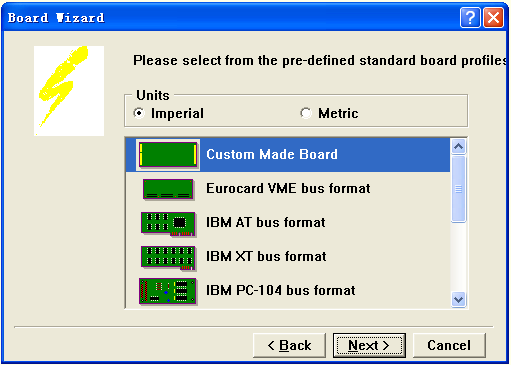 Board Wizard
Please select from the pre-defined standard board profiles
Units
Imperial
Metric
Custom Made Board
Eurocard VME bus format
IBM AT bus format
IBM XT bus format
IBM PC-104 bus format
< Back
Next >
Cancel